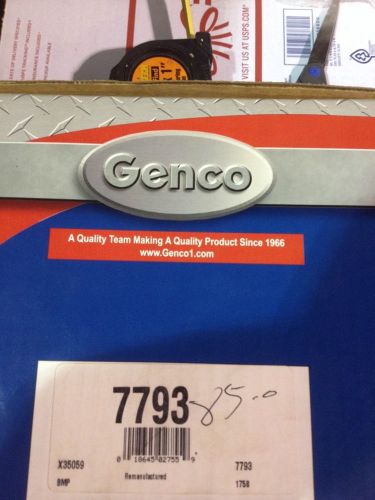 VISIT US AT USPS.COM
X 1"
Genco
A Quality Team Making A Quality Product Since 1966
www.Genco1.com
7793 85.0
0 18645 02755 9
X35059 Remanufactured 7793
BMP 1758